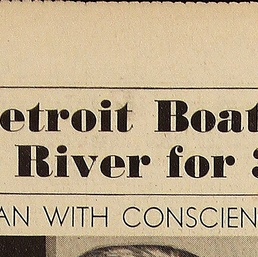 etroit Boat
River for
AN WITH CONSCIEN